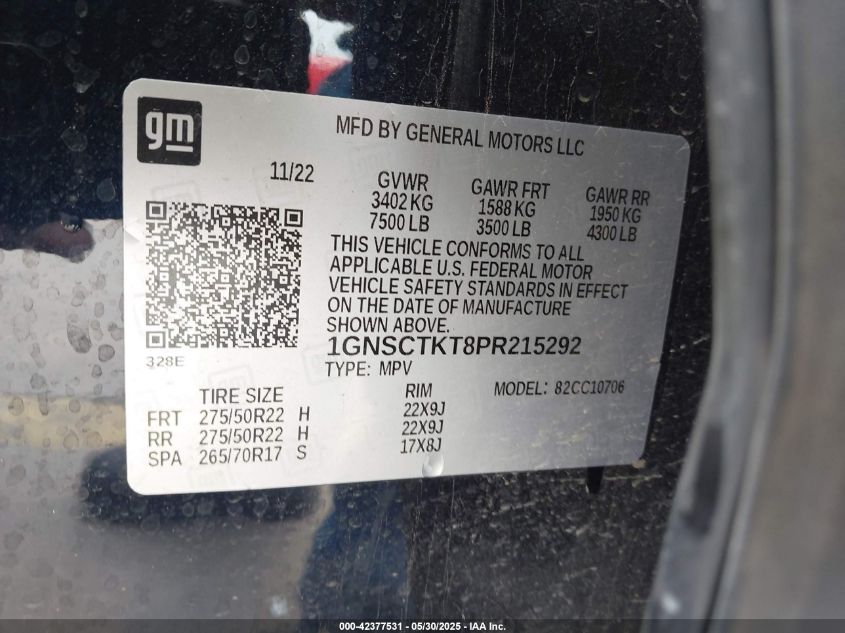 gm
MFD BY GENERAL MOTORS LLC
11/22
GVWR GAWR FRT GAWR RR
3402 KG 1588 KG 1950 KG
7500 LB 3500 LB 4300 LB
THIS VEHICLE CONFORMS TO ALL
APPLICABLE U.S. FEDERAL MOTOR
VEHICLE SAFETY STANDARDS IN EFFECT
ON THE DATE OF MANUFACTURE
SHOWN ABOVE.
1GNSCTKT8PR215292
328E
TYPE: MPV
MODEL: 82CC10706
TIRE SIZE RIM
FRT 275/50R22 H 22X9J
RR 275/50R22 H 22X9J
SPA 265/70R17 S 17X8J
000-42377531 - 05/30/2025 - IAA Inc.